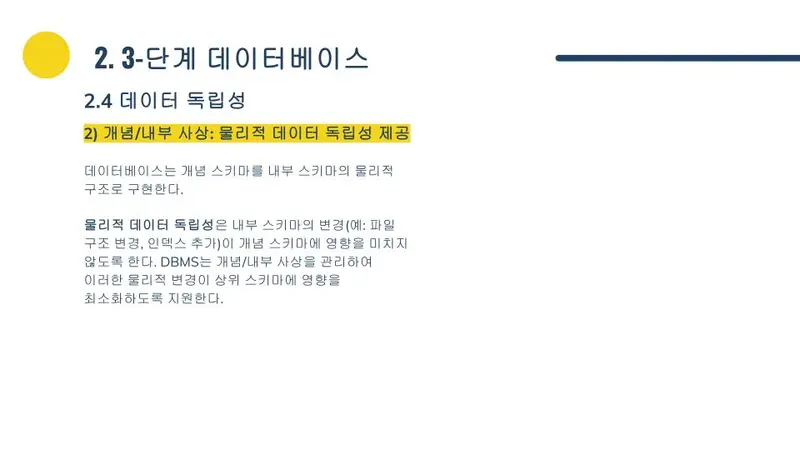 2. 3-단계 데이터베이스
2.4 데이터 독립성
2) 개념/내부 사상: 물리적 데이터 독립성 제공
데이터베이스는 개념 스키마를 내부 스키마의 물리적
구조로 구현한다.
물리적 데이터 독립성은 내부 스키마의 변경(예: 파일
구조 변경, 인덱스 추가)이 개념 스키마에 영향을 미치지
않도록 한다. DBMS는 개념/내부 사상을 관리하여
이러한 물리적 변경이 상위 스키마에 영향을
최소화하도록 지원한다.